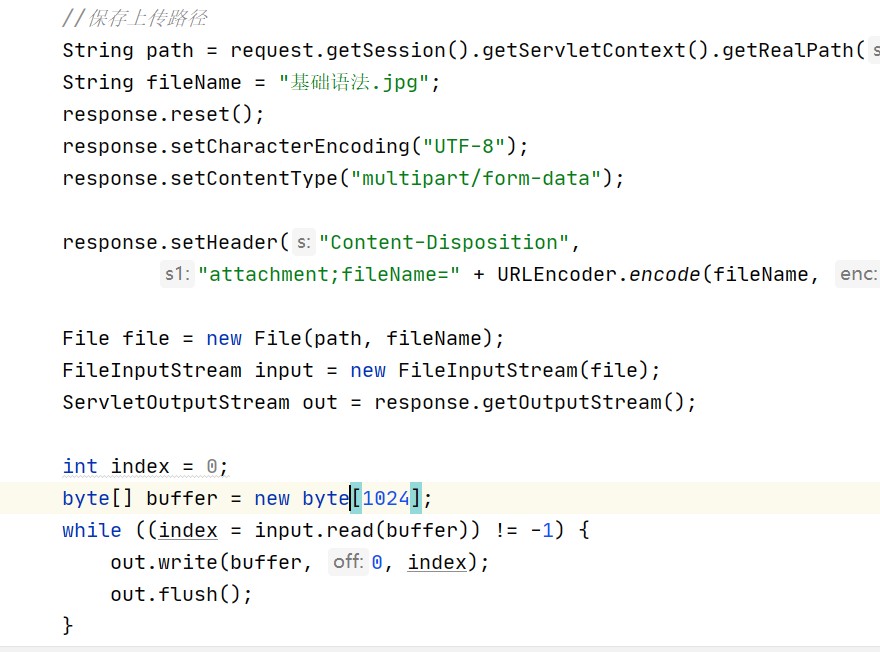 //保存上传路径
String path = request.getSession().getServletContext().getRealPath( s
String fileName = "基础语法.jpg";
response.reset();
response.setCharacterEncoding("UTF-8");
response.setContentType("multipart/form-data");
response.setHeader( s: "Content-Disposition",
s1: "attachment;fileName=" + URLEncoder.encode(fileName, enc:
File file = new File(path, fileName);
FileInputStream input = new FileInputStream(file);
ServletOutputStream out = response.getOutputStream();
int index = 0;
byte[] buffer = new byte[1024];
while ((index = input.read(buffer)) != -1) {
out.write(buffer, off: 0, index);
out.flush();
}